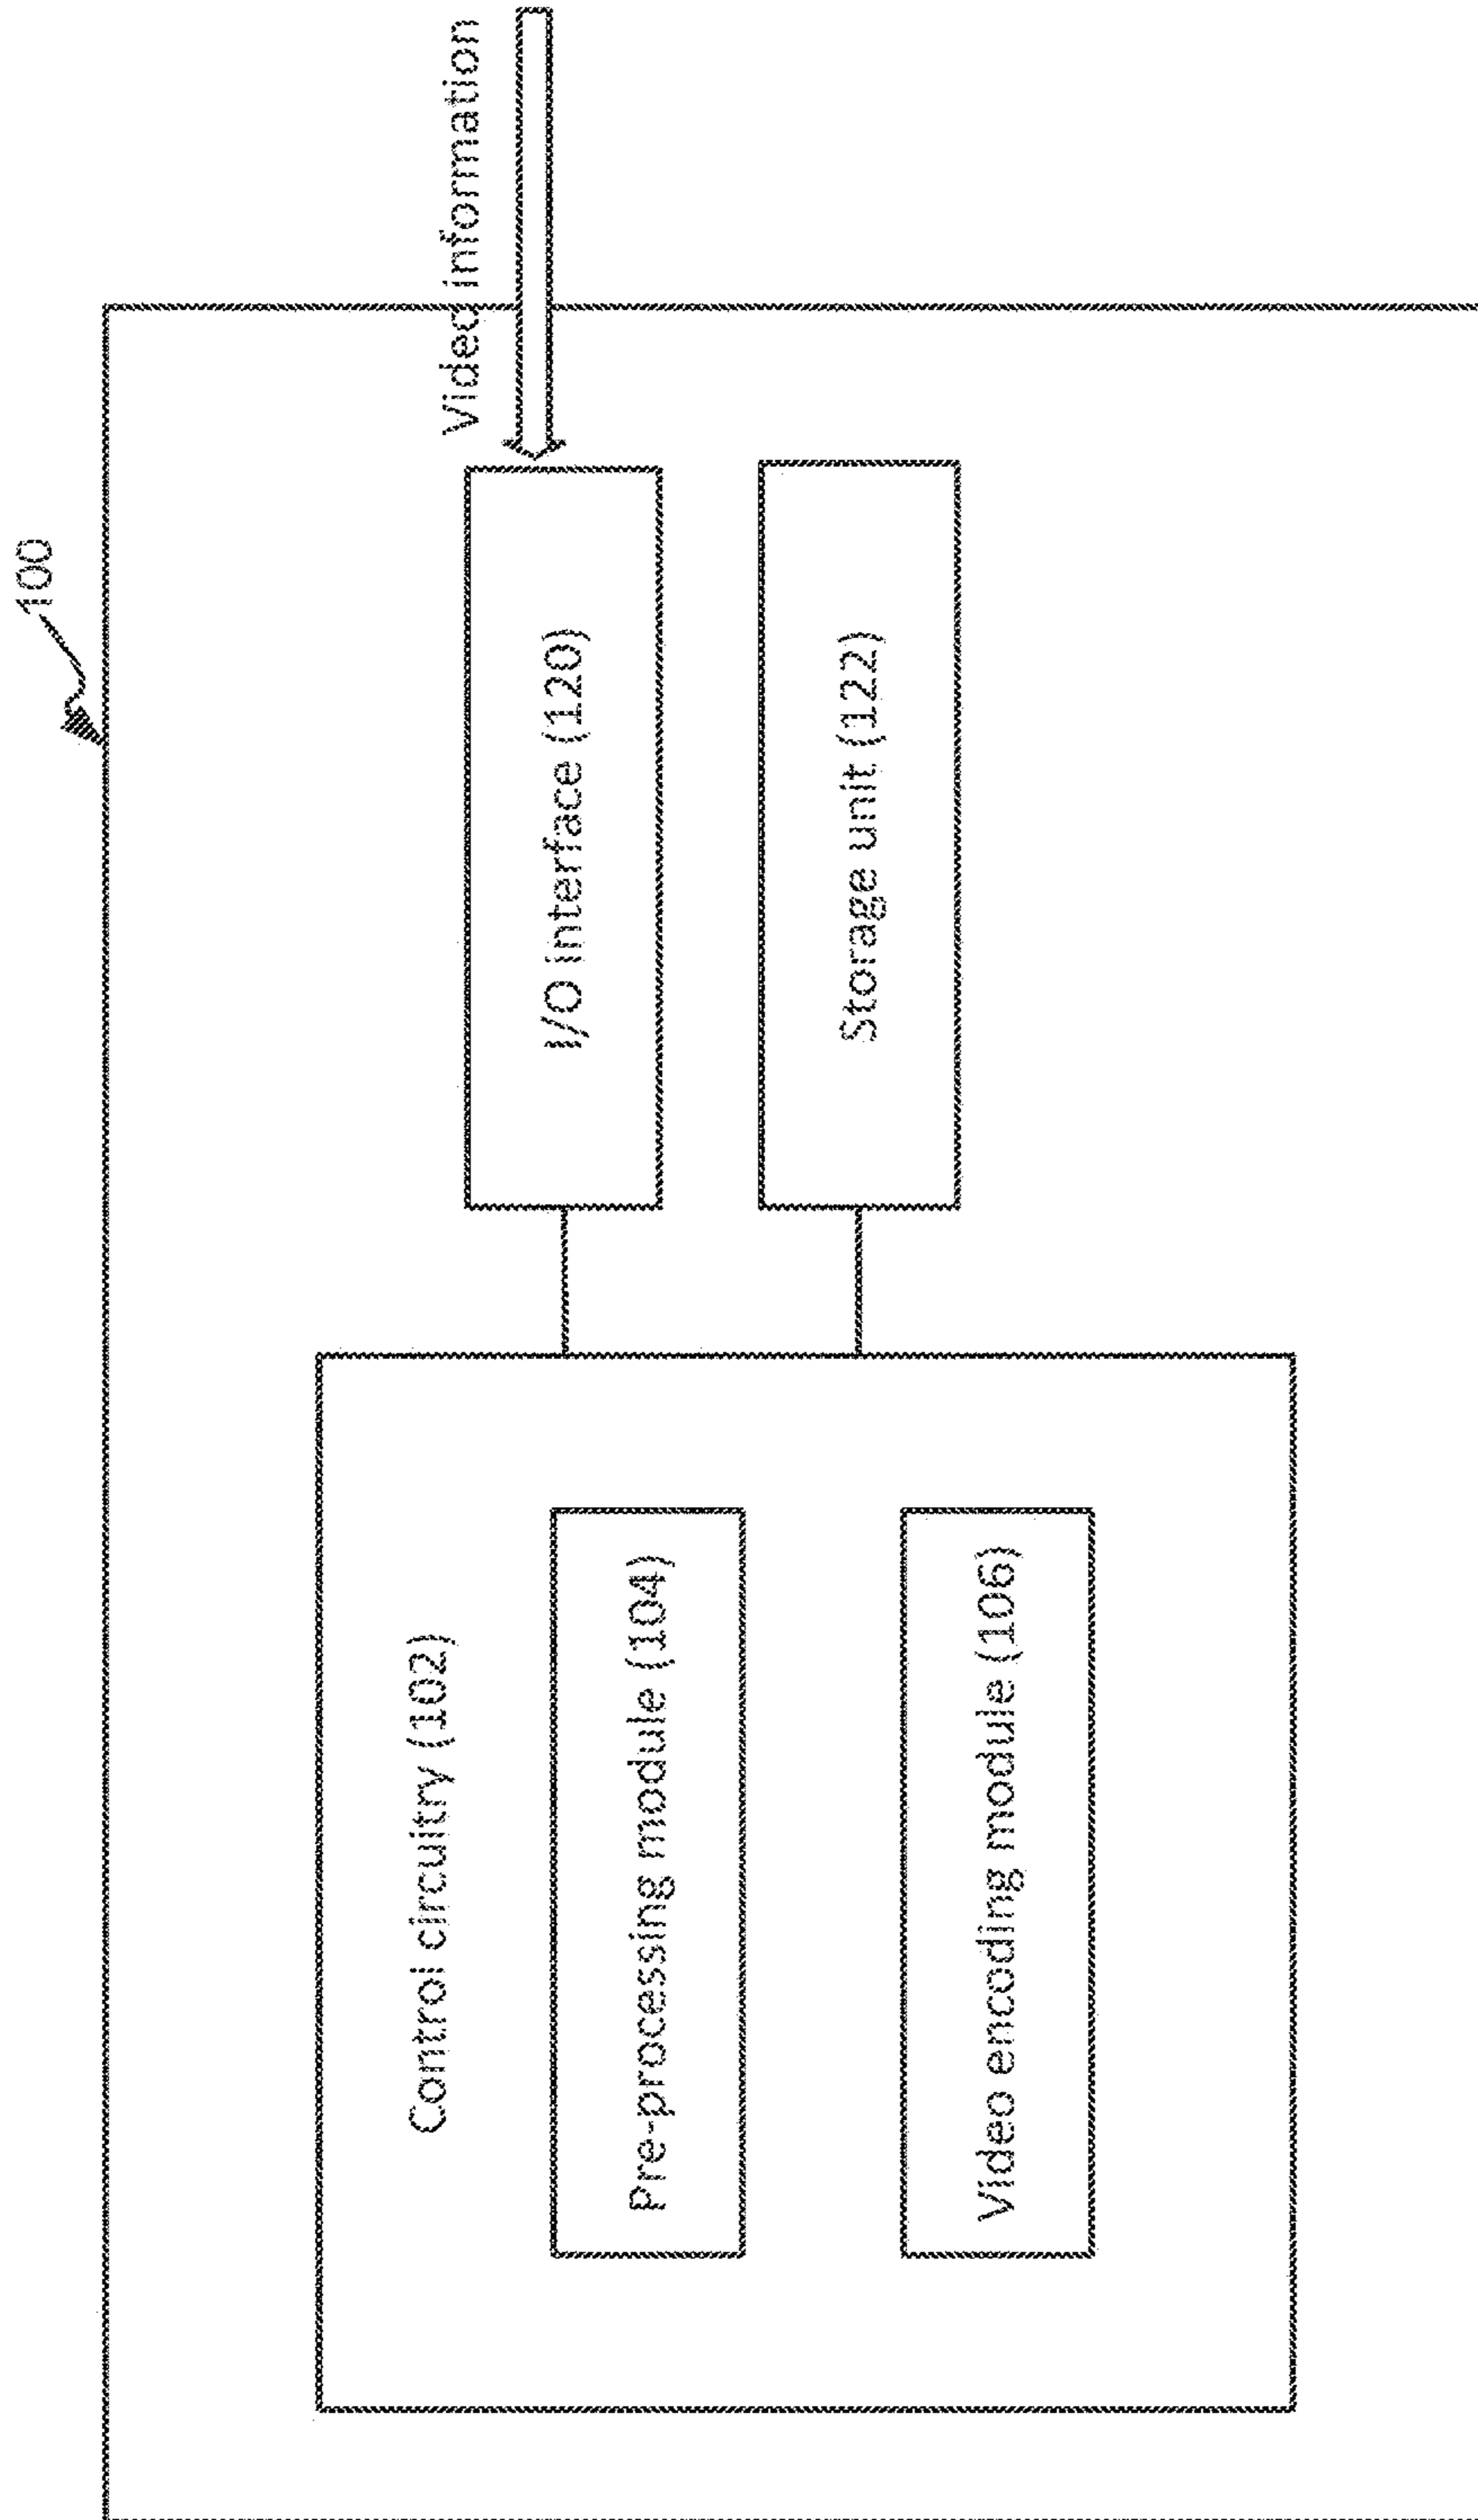 100
Control circuitry (102)
Pre-processing module (104)
Video encoding module (106)
Video information
I/O interface (120)
Storage unit (122)